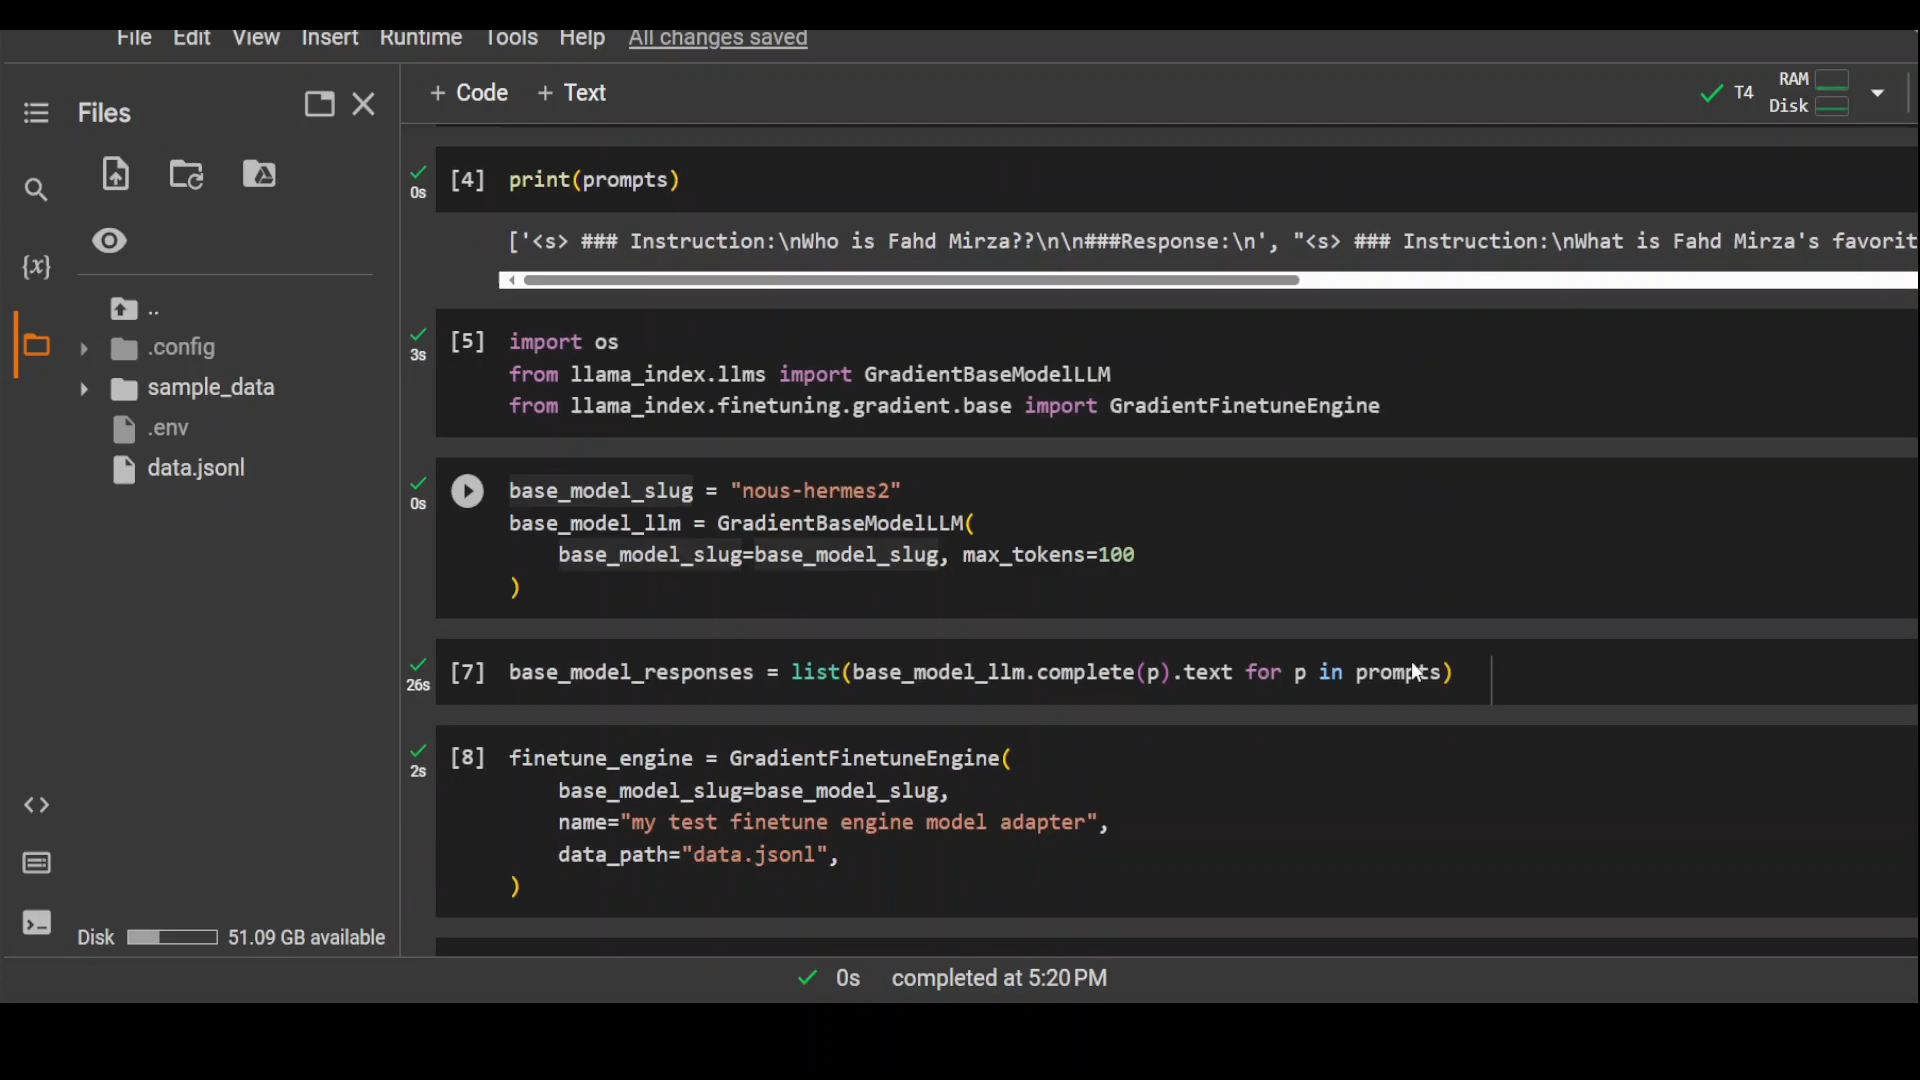 File Edit View Insert Runtime Tools Help All changes saved
Files
+ Code + Text
T4
RAM
Disk
..
.config
sample_data
.env
data.jsonl
{x}
<>
Disk 51.09 GB available
0s
[4] print(prompts)
['<s> ### Instruction:\nWho is Fahd Mirza??\n\n###Response:\n', "<s> ### Instruction:\nWhat is Fahd Mirza's favorit
3s
[5] import os
from llama_index.llms import GradientBaseModelLLM
from llama_index.finetuning.gradient.base import GradientFinetuneEngine
0s
base_model_slug = "nous-hermes2"
base_model_llm = GradientBaseModelLLM(
base_model_slug=base_model_slug, max_tokens=100
)
26s
[7] base_model_responses = list(base_model_llm.complete(p).text for p in prompts)
2s
[8] finetune_engine = GradientFinetuneEngine(
base_model_slug=base_model_slug,
name="my test finetune engine model adapter",
data_path="data.jsonl",
)
0s completed at 5:20 PM